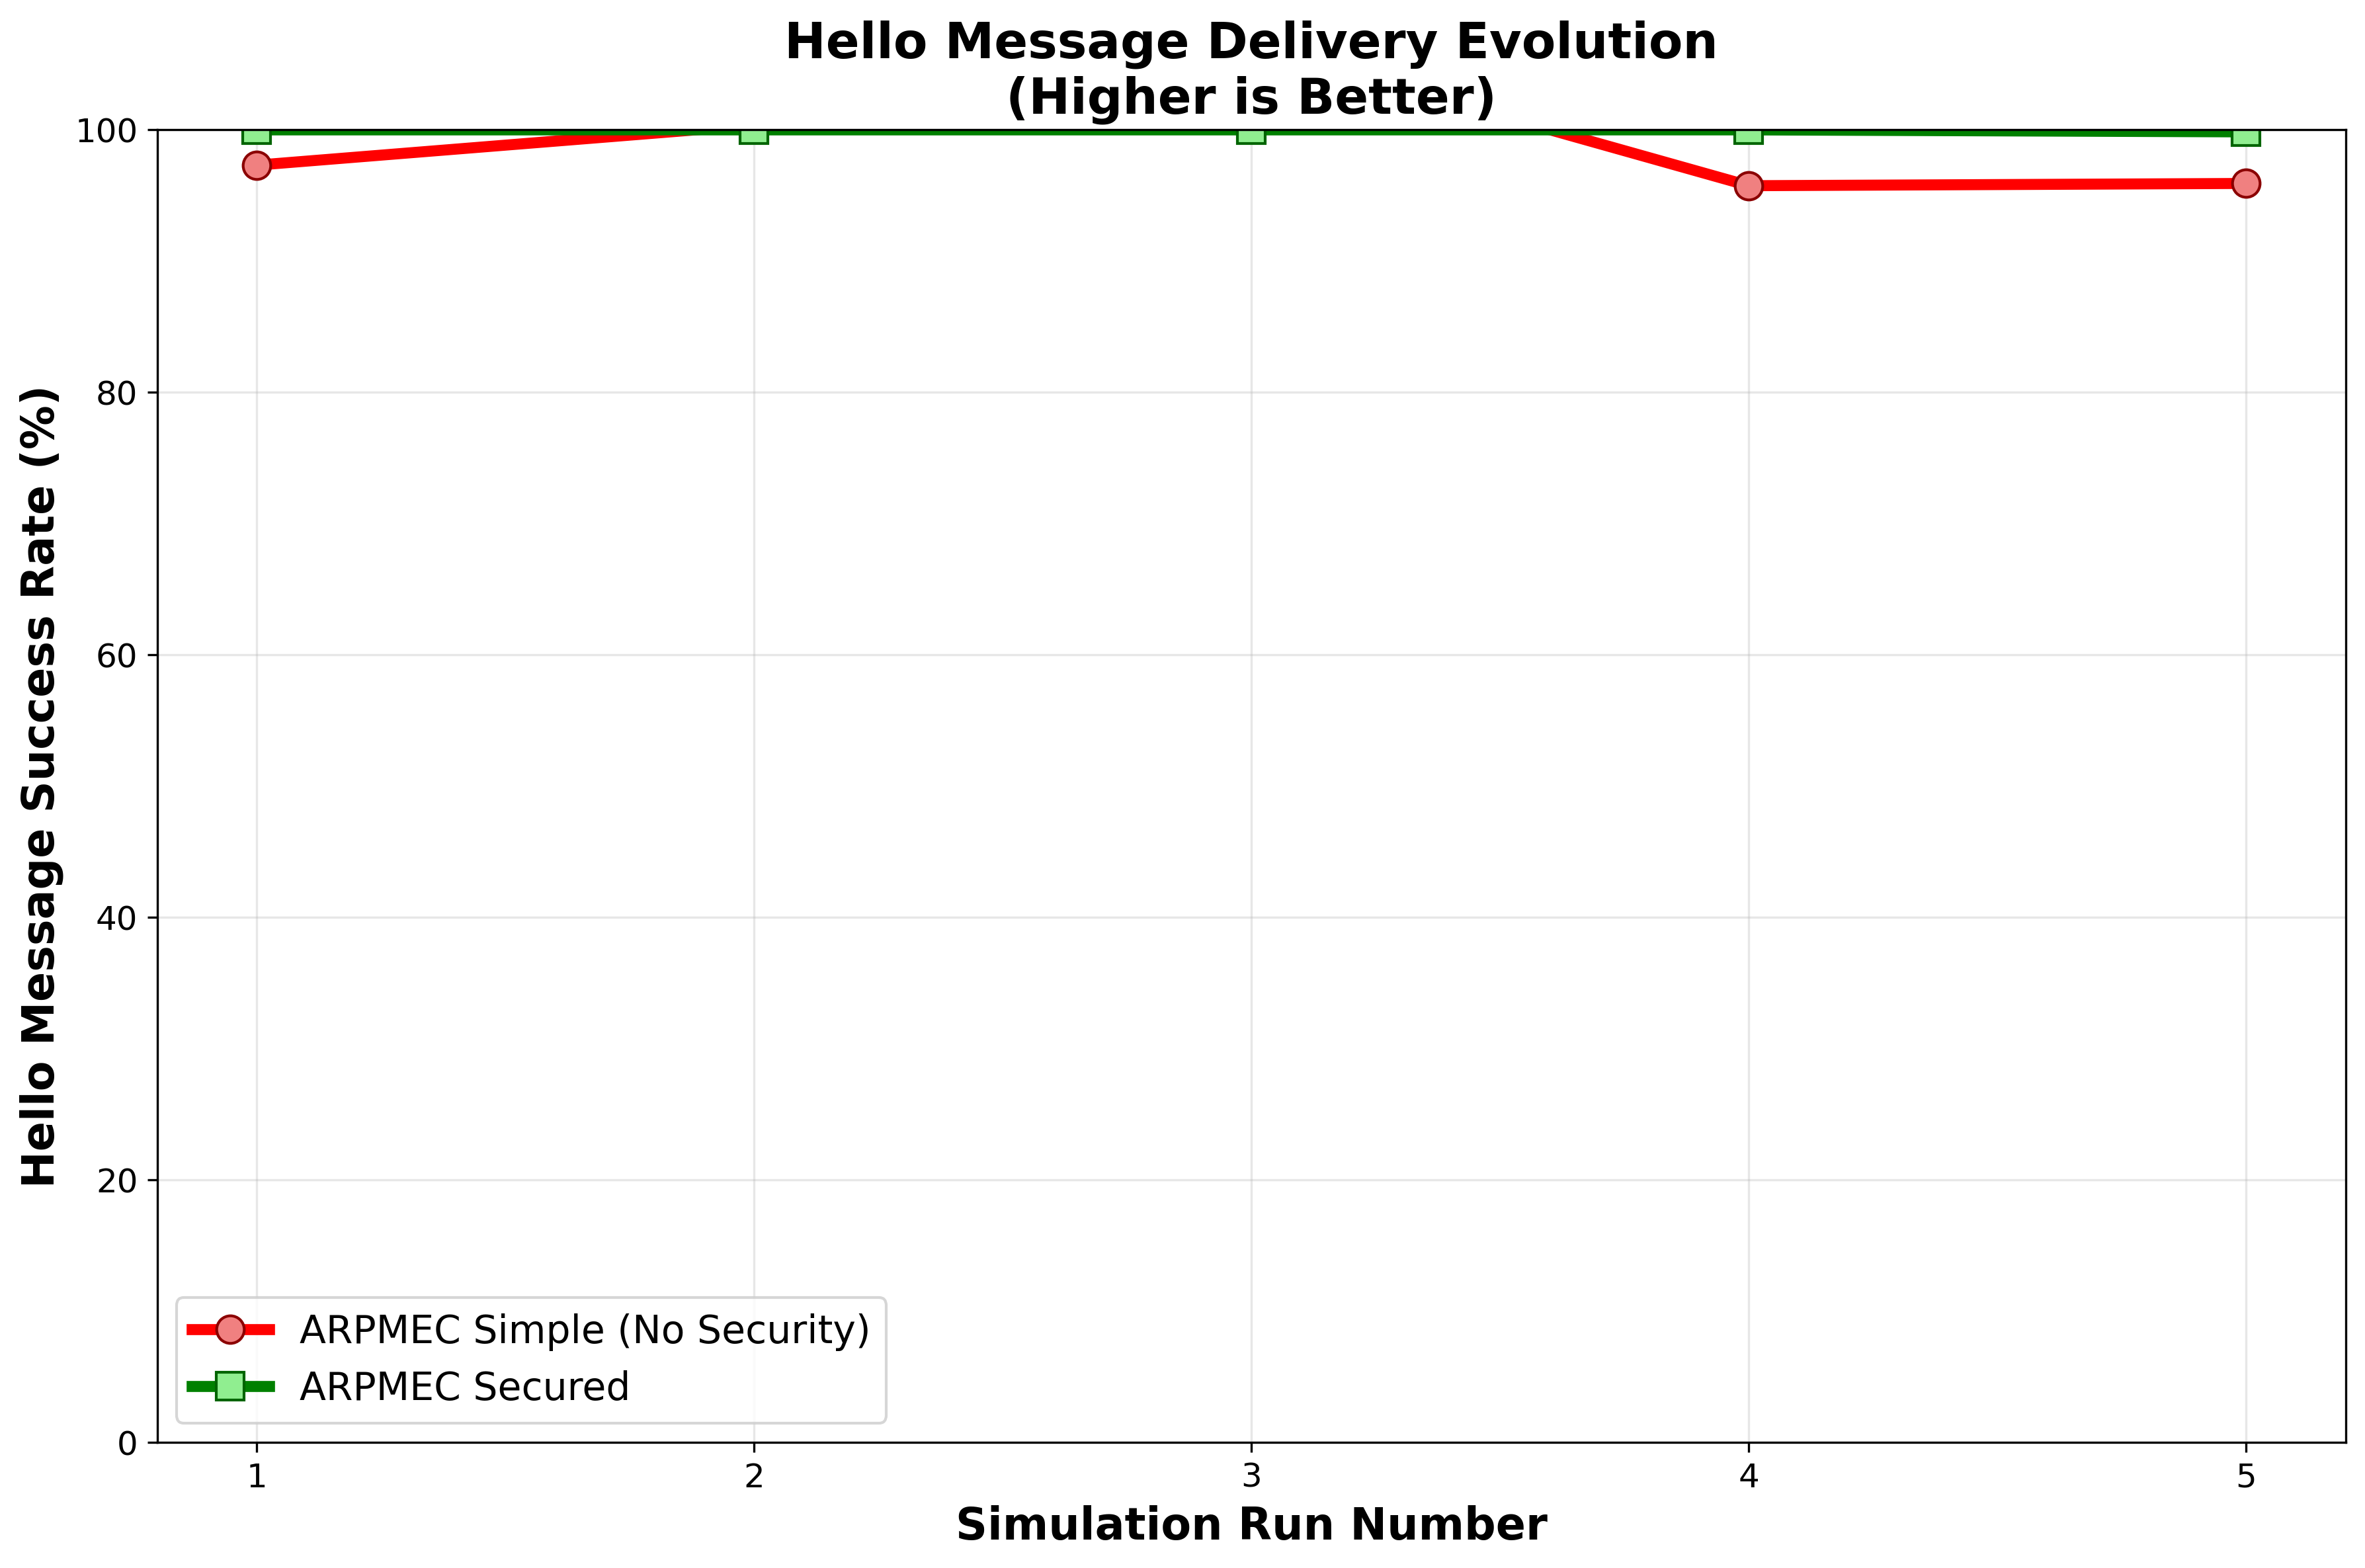 Hello Message Delivery Evolution
(Higher is Better)
Hello Message Success Rate (%)
100
80
60
40
20
0
ARPMEC Simple (No Security)
ARPMEC Secured
1 2 3 4 5
Simulation Run Number